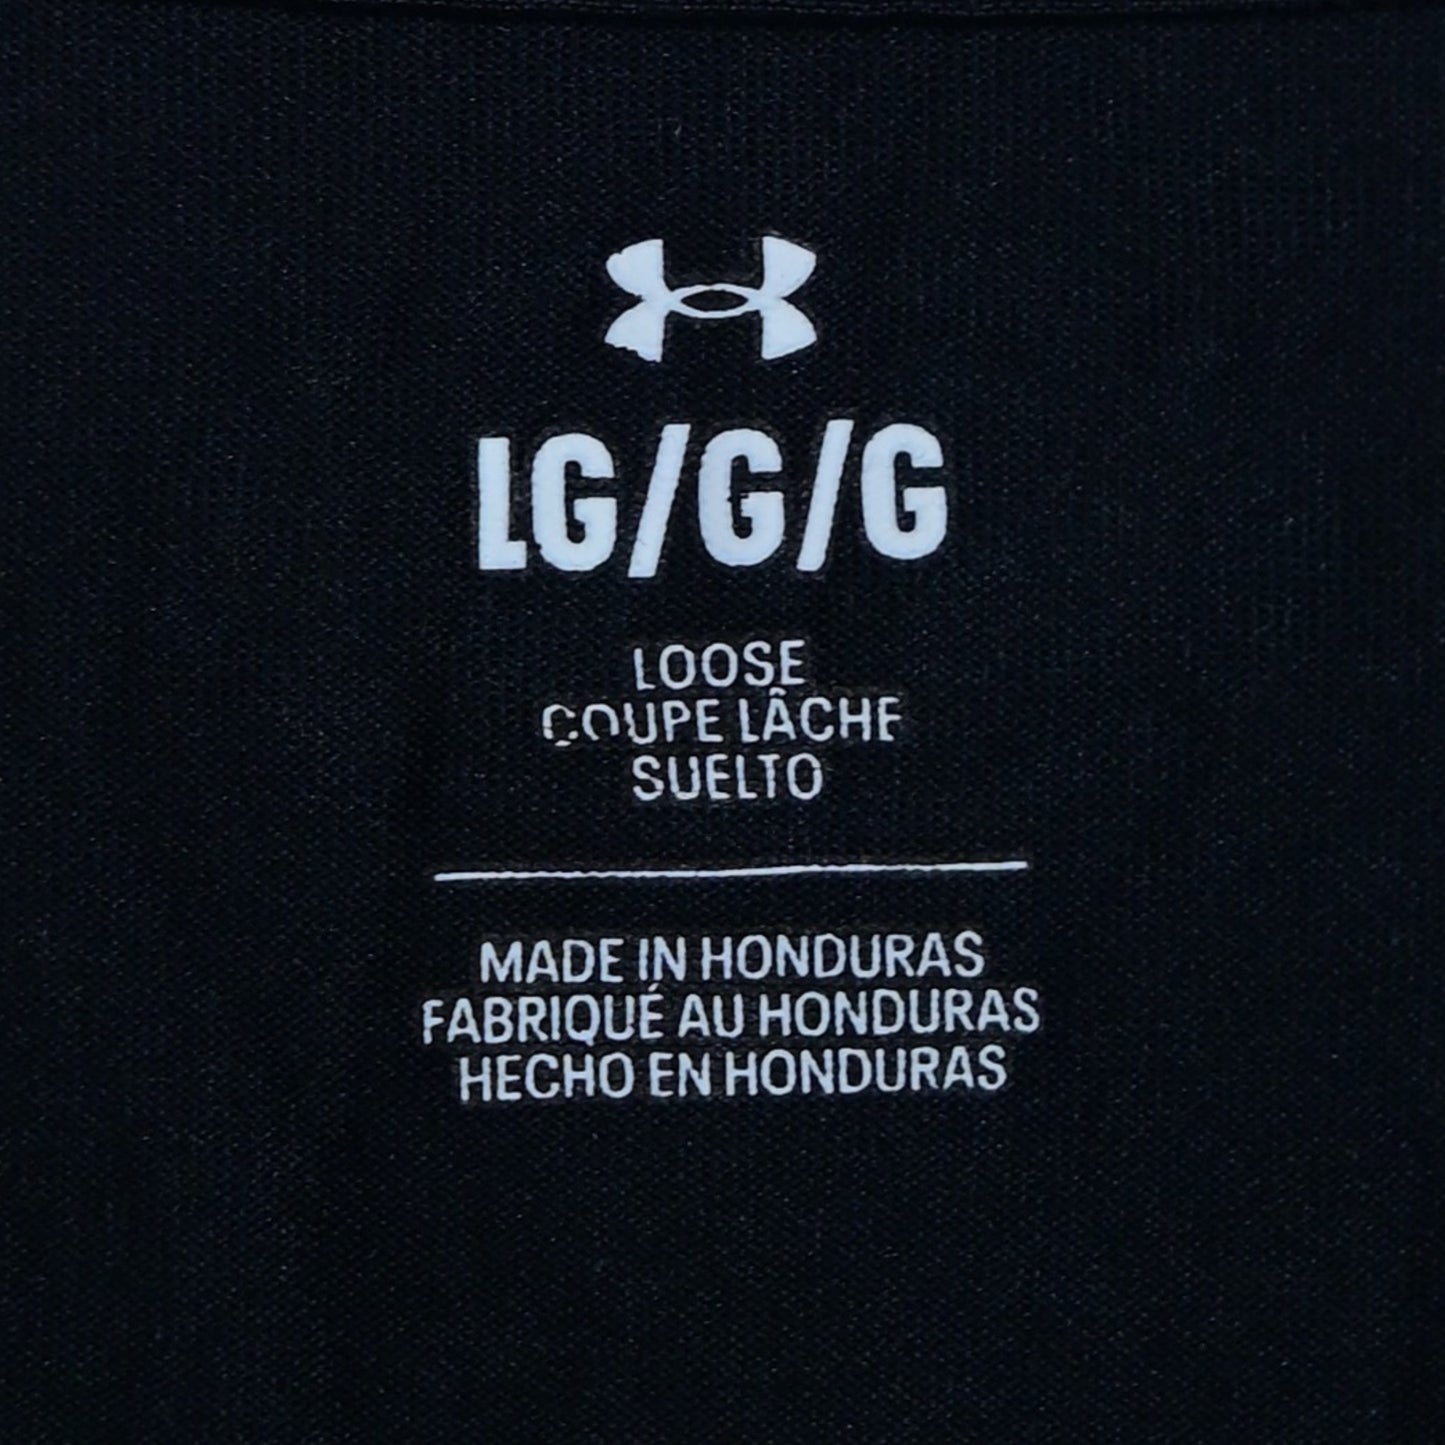 LG/G/G
LOOSE
COUPE LÂCHE
SUELTO
MADE IN HONDURAS
FABRIQUÉ AU HONDURAS
HECHO EN HONDURAS